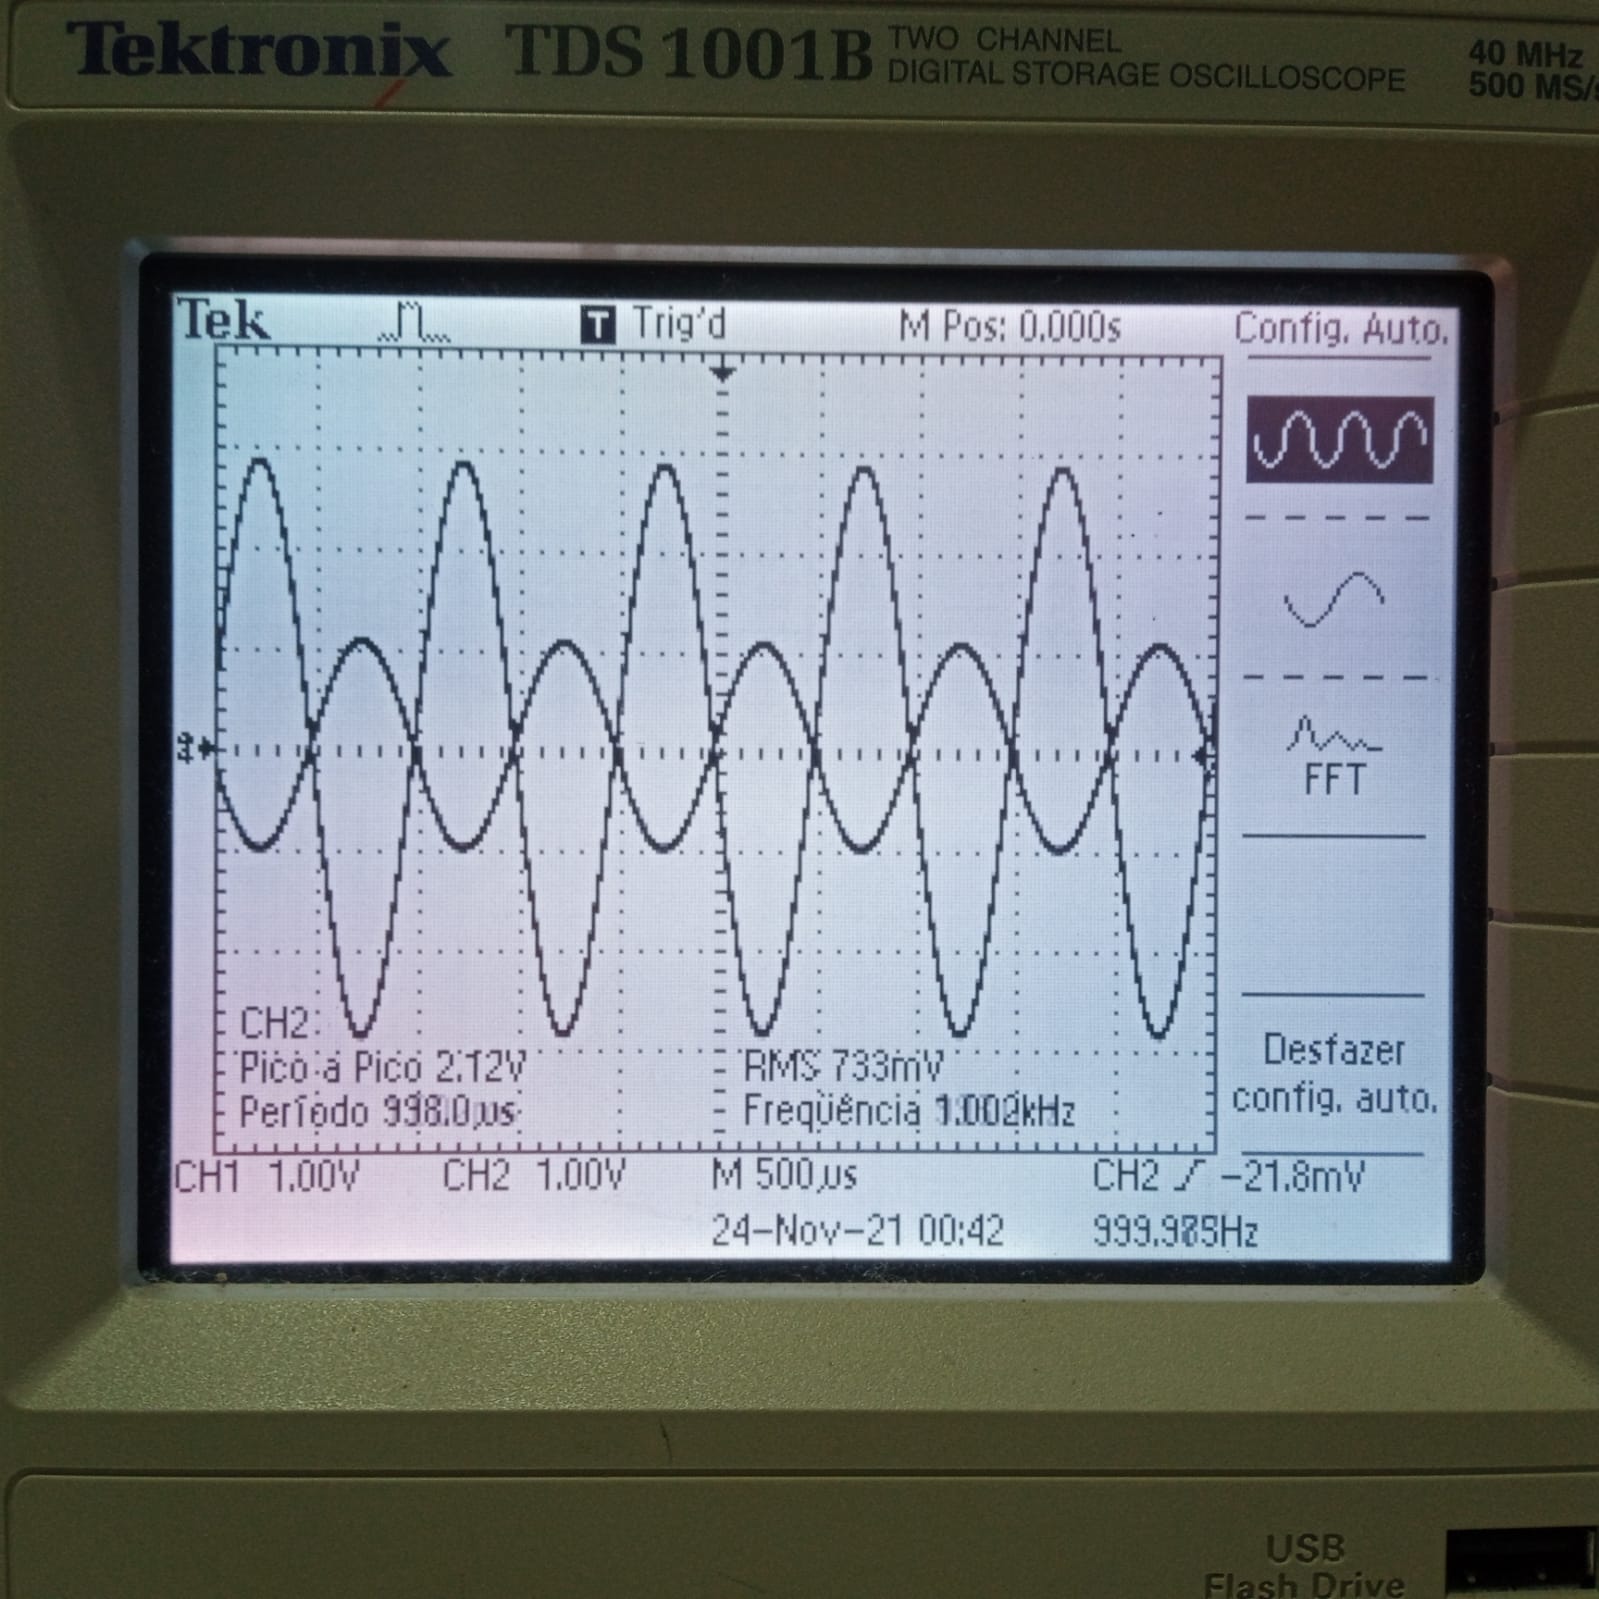 Tektronix TDS 1001B TWO CHANNEL DIGITAL STORAGE OSCILLOSCOPE 40 MHz 500 MS/s
Tek T Trig'd M Pos: 0.000s Config. Auto.
FFT
CH2
Pico a Pico 2.12V RMS 733mV
Período 998.0µs Freqüência 1.002kHz
Desfazer
config. auto.
CH1 1.00V CH2 1.00V M 500µs CH2 -21.8mV
24-Nov-21 00:42
USB
Flash Drive